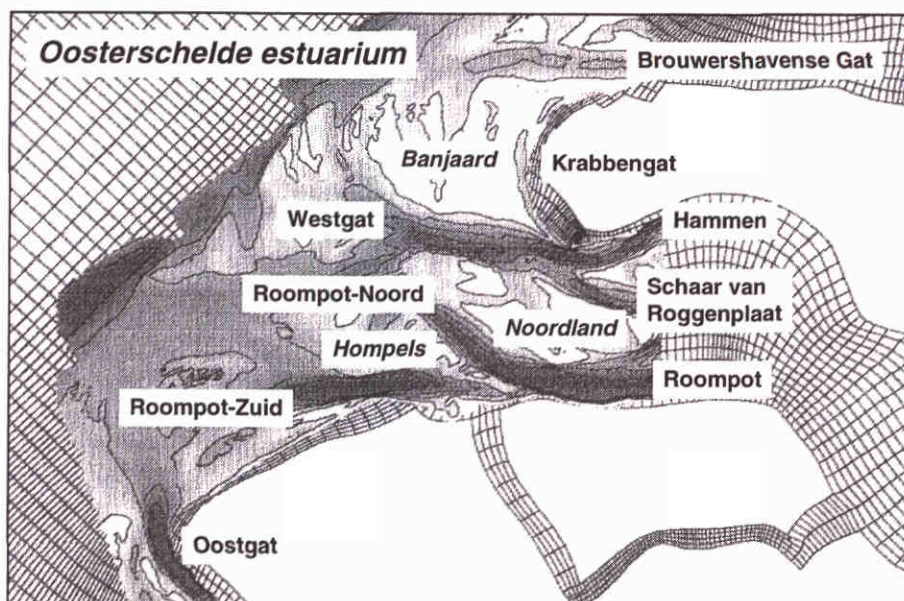 Oosterschelde estuarium
Brouwershavense Gat
Banjaard
Krabbengat
Westgat
Hammen
Roompot-Noord
Schaar van
Roggenplaat
Noordland
Hompels
Roompot
Roompot-Zuid
Oostgat